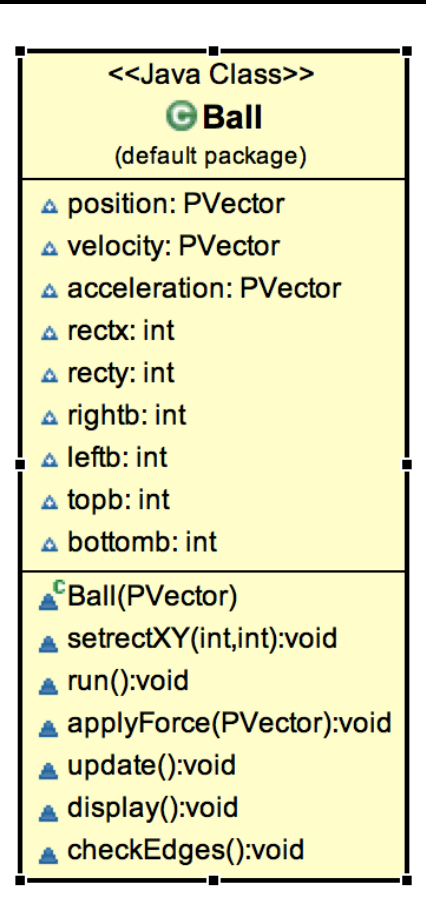 <<Java Class>>
C Ball
(default package)
position: PVector
velocity: PVector
acceleration: PVector
rectx: int
recty: int
rightb: int
leftb: int
topb: int
bottomb: int
C Ball(PVector)
setrectXY(int,int):void
run():void
applyForce(PVector):void
update():void
display():void
checkEdges():void